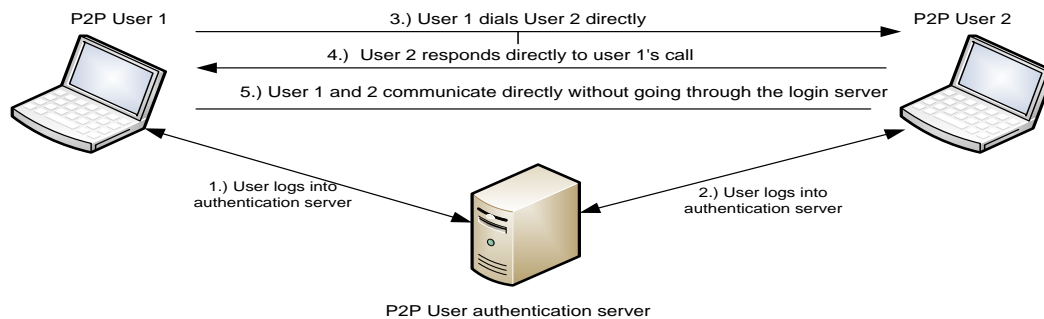 P2P User 1
3.) User 1 dials User 2 directly
P2P User 2
4.) User 2 responds directly to user 1's call
5.) User 1 and 2 communicate directly without going through the login server
1.) User logs into
authentication server
2.) User logs into
authentication server
P2P User authentication server